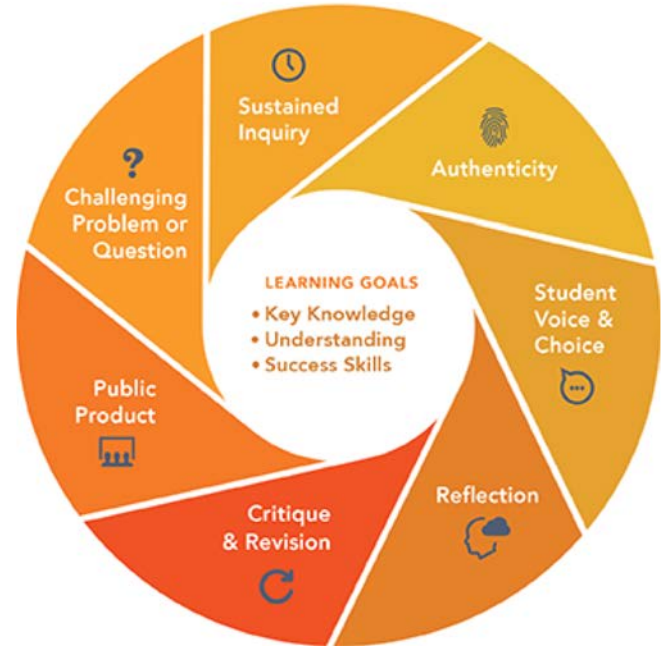 Sustained
Inquiry
Authenticity
?
Challenging
Problem or
Question
LEARNING GOALS
• Key Knowledge
• Understanding
• Success Skills
Student
Voice &
Choice
Public
Product
Reflection
Critique
& Revision